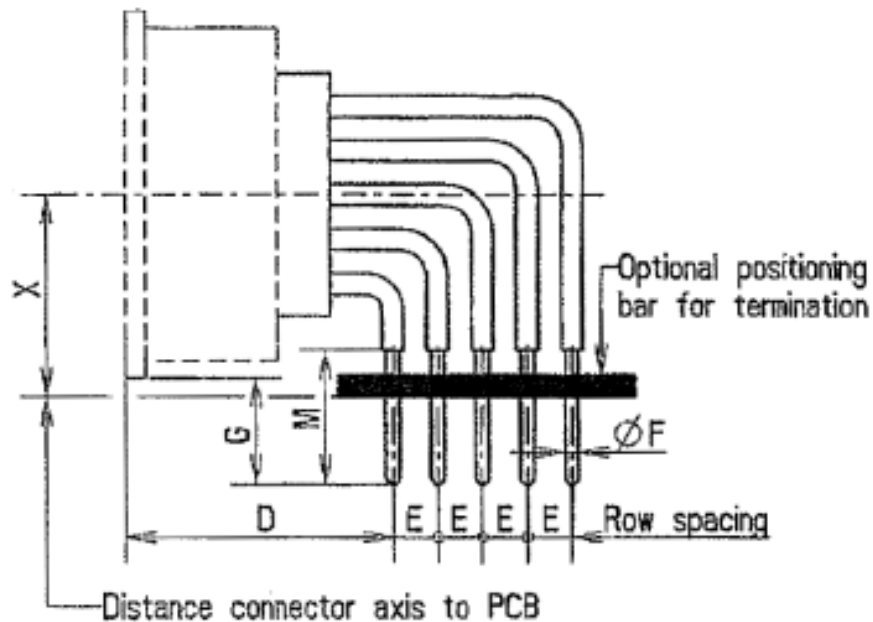 Optional positioning
bar for termination
X
G
M
ØF
D
E
E
E
E
Row spacing
Distance connector axis to PCB